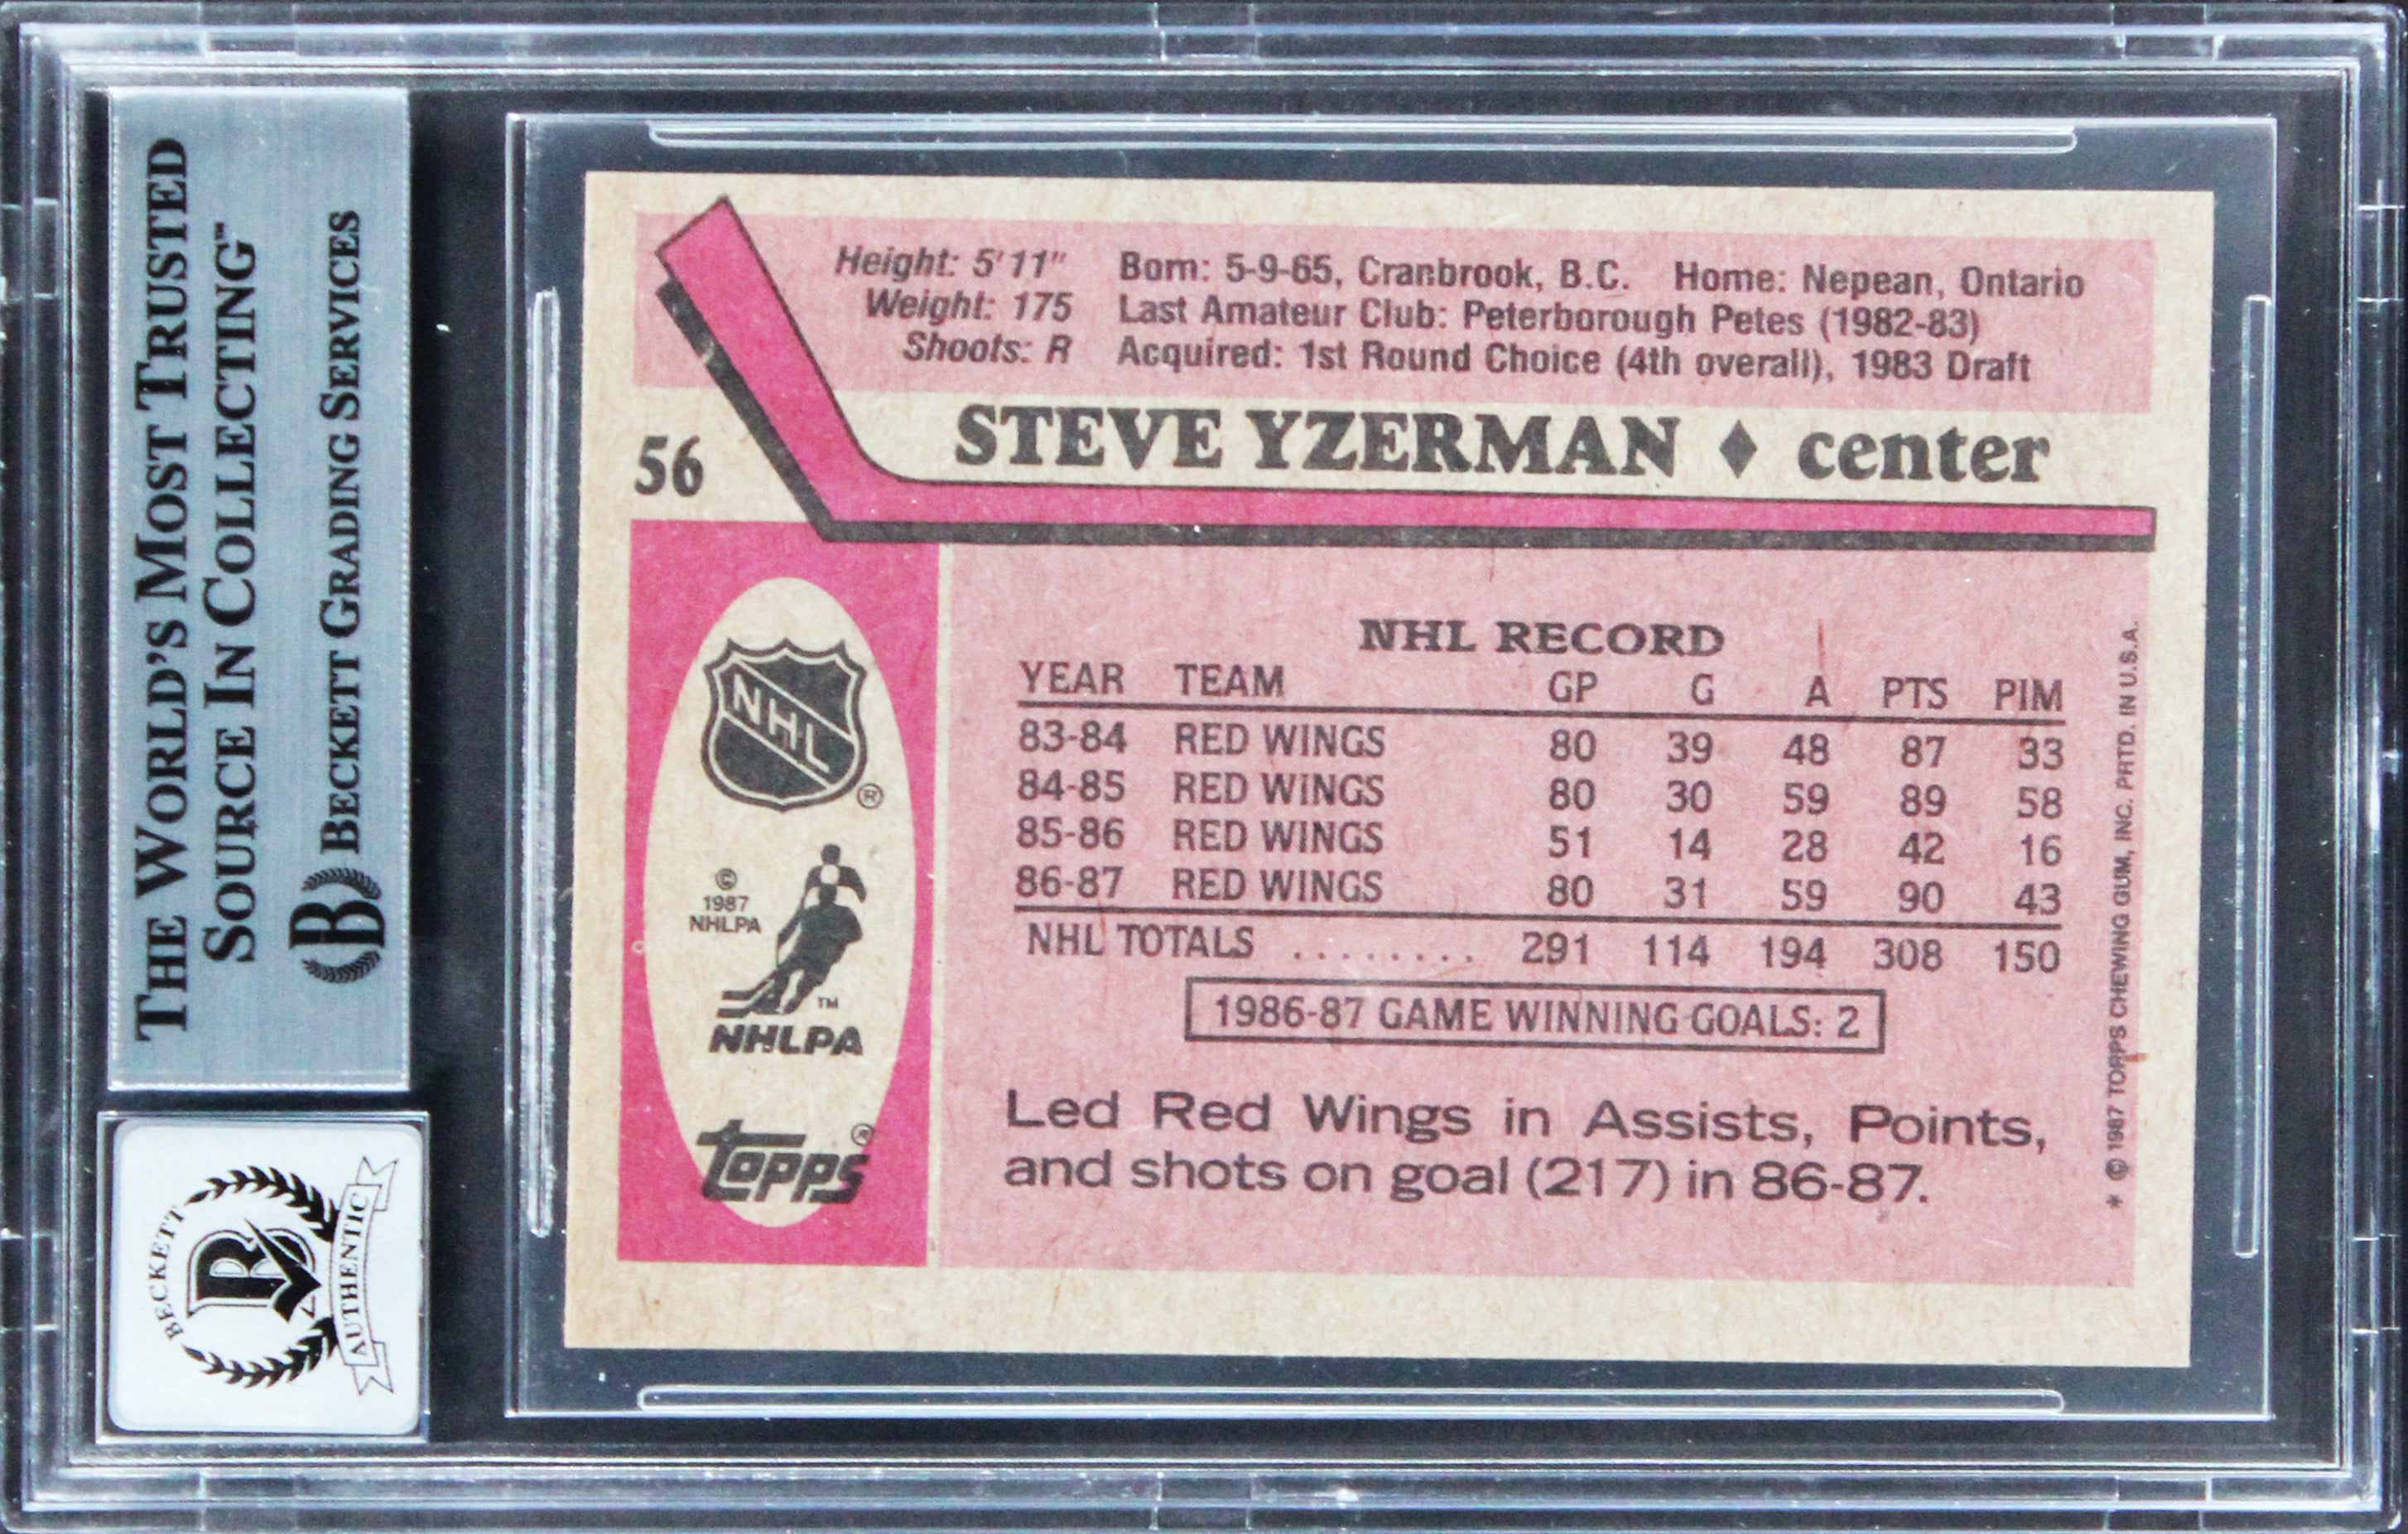 THE WORLD'S MOST TRUSTED
SOURCE IN COLLECTING™
B BECKETT GRADING SERVICES
BECKETT
B
AUTHENTIC
Height: 5'11"
Weight: 175
Shoots: R
Born: 5-9-65, Cranbrook, B.C. Home: Nepean, Ontario
Last Amateur Club: Peterborough Petes (1982-83)
Acquired: 1st Round Choice (4th overall), 1983 Draft
56
STEVE YZERMAN ♦ center
NHL
®
©
1987
NHLPA
TM
NHLPA
topps®
NHL RECORD
YEAR TEAM GP G A PTS PIM
83-84 RED WINGS 80 39 48 87 33
84-85 RED WINGS 80 30 59 89 58
85-86 RED WINGS 51 14 28 42 16
86-87 RED WINGS 80 31 59 90 43
NHL TOTALS ........ 291 114 194 308 150
1986-87 GAME WINNING GOALS: 2
Led Red Wings in Assists, Points,
and shots on goal (217) in 86-87.
* © 1987 TOPPS CHEWING GUM, INC. PRTD. IN U.S.A.